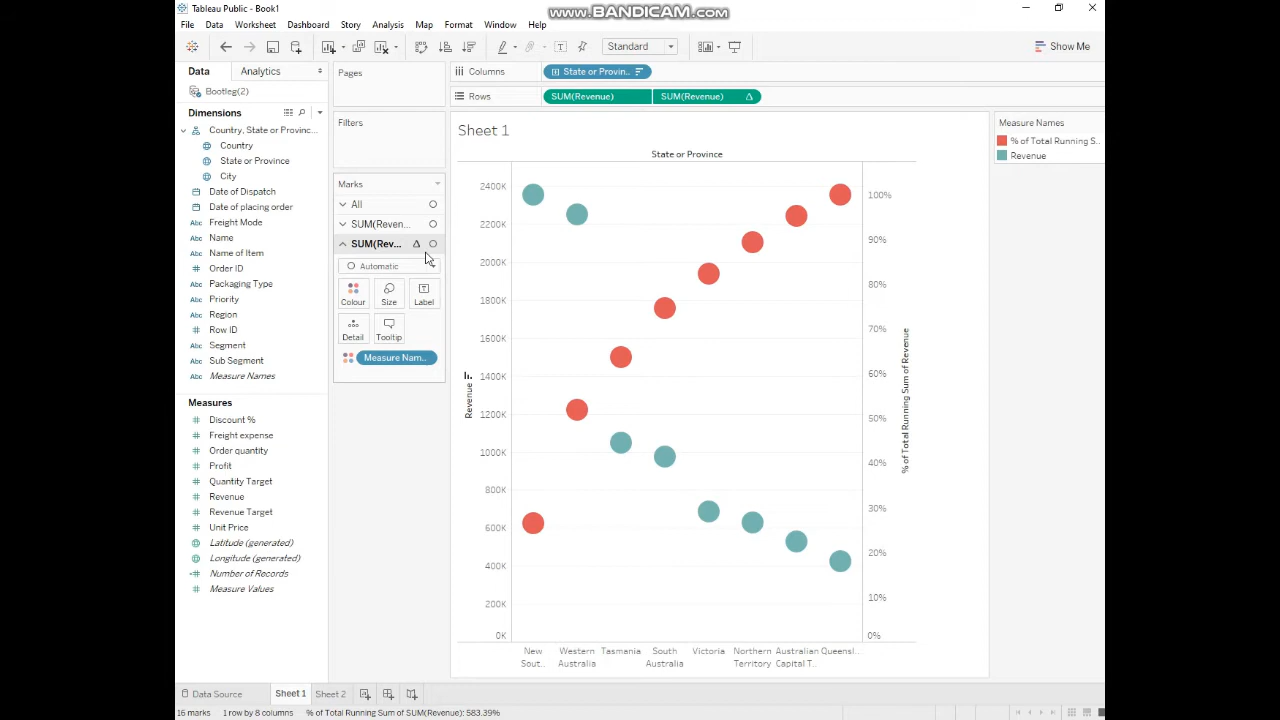 Tableau Public - Book1
www.BANDICAM.com
File Data Worksheet Dashboard Story Analysis Map Format Window Help
Standard
Show Me
Data Analytics
Bootleg(2)
Dimensions
Country, State or Provinc...
Country
State or Province
City
Date of Dispatch
Date of placing order
Abc Freight Mode
Abc Name
Abc Name of Item
Order ID
Abc Packaging Type
Abc Priority
Abc Region
Row ID
Abc Segment
Abc Sub Segment
Abc Measure Names
Measures
Discount %
Freight expense
Order quantity
Profit
Quantity Target
Revenue
Revenue Target
Unit Price
Latitude (generated)
Longitude (generated)
Number of Records
Measure Values
Pages
Filters
Marks
All
SUM(Reven...
SUM(Rev...
Automatic
Colour Size Label
Detail Tooltip
Measure Nam..
Columns State or Provin..
Rows SUM(Revenue) SUM(Revenue)
Sheet 1
State or Province
Revenue
2400K
2200K
2000K
1800K
1600K
1400K
1200K
1000K
800K
600K
400K
200K
0K
100%
90%
80%
70%
60%
50%
40%
30%
20%
10%
0%
% of Total Running Sum of Revenue
New Sout..
Western Australia
Tasmania
South Australia
Victoria
Northern Territory
Australian Capital T..
Queensl..
Measure Names
% of Total Running S..
Revenue
Data Source Sheet 1 Sheet 2
16 marks 1 row by 8 columns % of Total Running Sum of SUM(Revenue): 583.39%